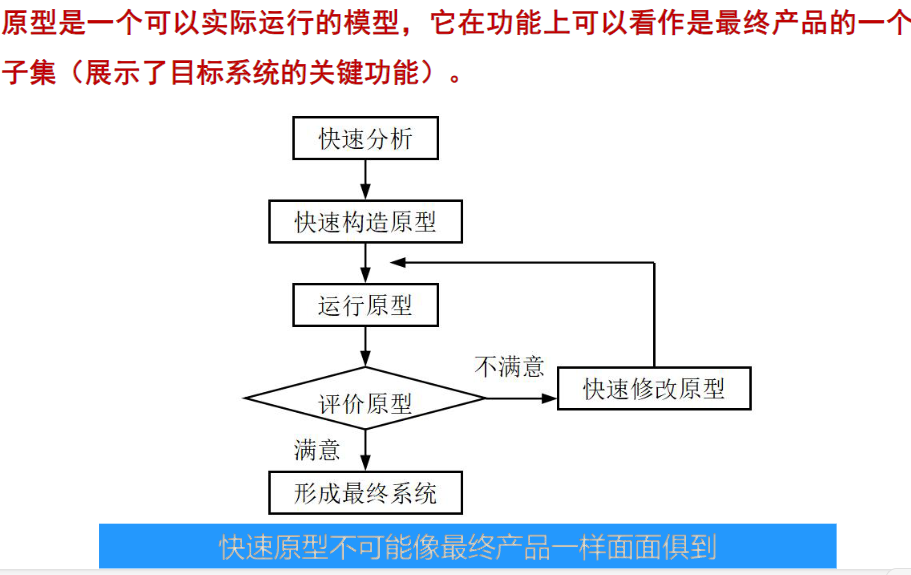 原型是一个可以实际运行的模型，它在功能上可以看作是最终产品的一个
子集（展示了目标系统的关键功能）。
快速分析
快速构造原型
运行原型
不满意
快速修改原型
评价原型
满意
形成最终系统
快速原型不可能像最终产品一样面面俱到